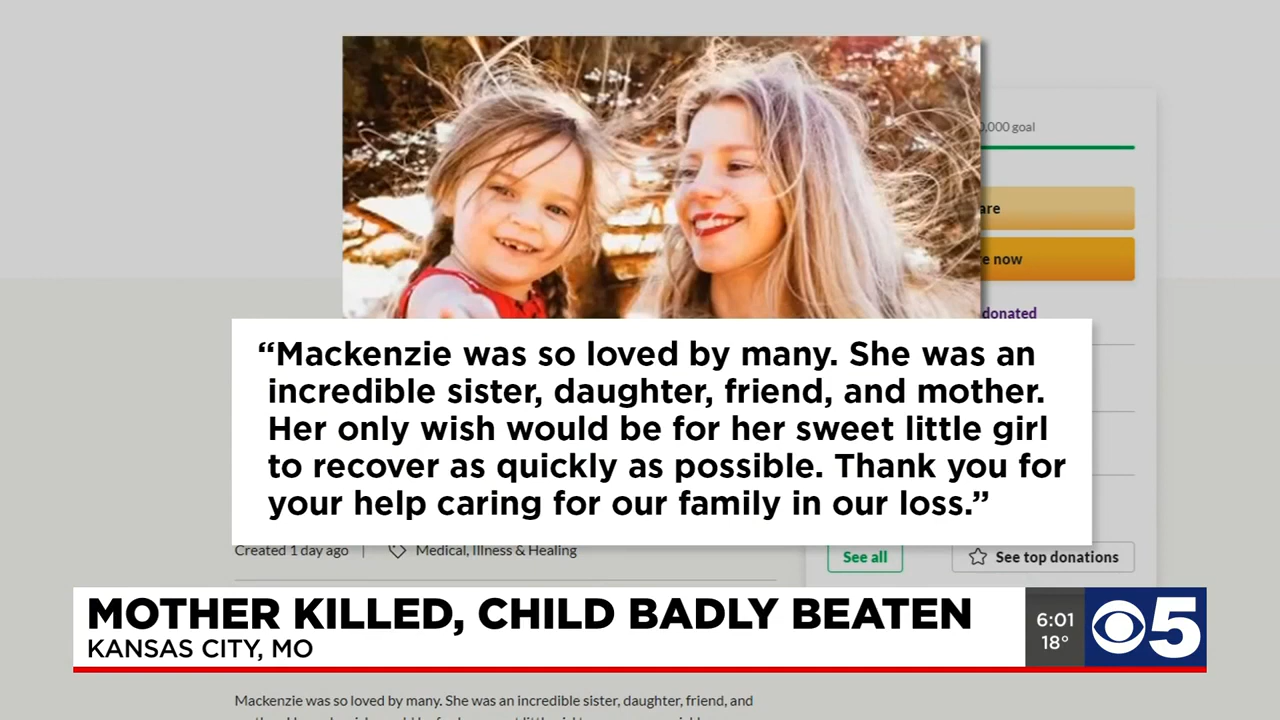 0,000 goal
are
e now
donated
“Mackenzie was so loved by many. She was an
incredible sister, daughter, friend, and mother.
Her only wish would be for her sweet little girl
to recover as quickly as possible. Thank you for
your help caring for our family in our loss.”
Created 1 day ago
Medical, Illness & Healing
See all
See top donations
MOTHER KILLED, CHILD BADLY BEATEN
KANSAS CITY, MO
6:01
18°
5
Mackenzie was so loved by many. She was an incredible sister, daughter, friend, and